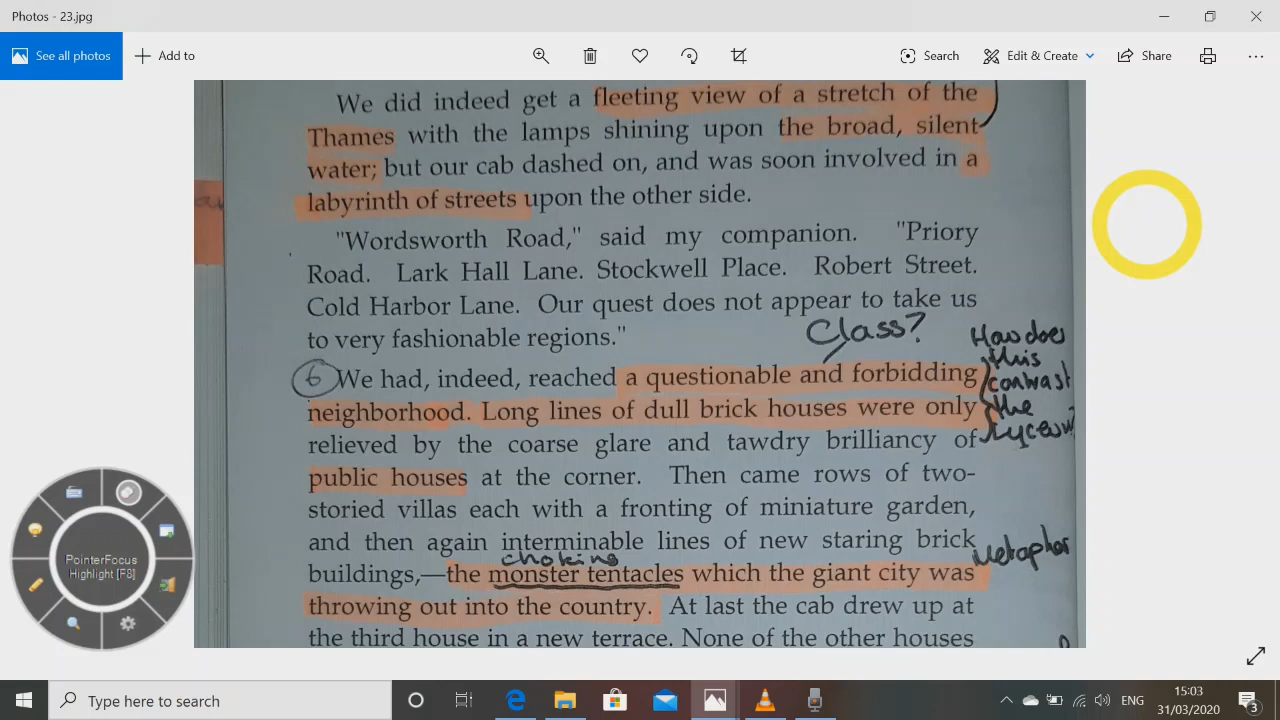 Photos - 23.jpg
See all photos
Add to
Search
Edit & Create
Share
We did indeed get a fleeting view of a stretch of the
Thames with the lamps shining upon the broad, silent
water; but our cab dashed on, and was soon involved in a
labyrinth of streets upon the other side.
"Wordsworth Road," said my companion. "Priory
Road. Lark Hall Lane. Stockwell Place. Robert Street.
Cold Harbor Lane. Our quest does not appear to take us
to very fashionable regions."
Class?
How does
this
contrast
the
Lyceum?
6
We had, indeed, reached a questionable and forbidding
neighborhood. Long lines of dull brick houses were only
relieved by the coarse glare and tawdry brilliancy of
public houses at the corner. Then came rows of two-
storied villas each with a fronting of miniature garden,
and then again interminable lines of new staring brick
choking
Metaphor
buildings,—the monster tentacles which the giant city was
throwing out into the country. At last the cab drew up at
the third house in a new terrace. None of the other houses
PointerFocus
Highlight [F8]
Type here to search
ENG
15:03
31/03/2020
3